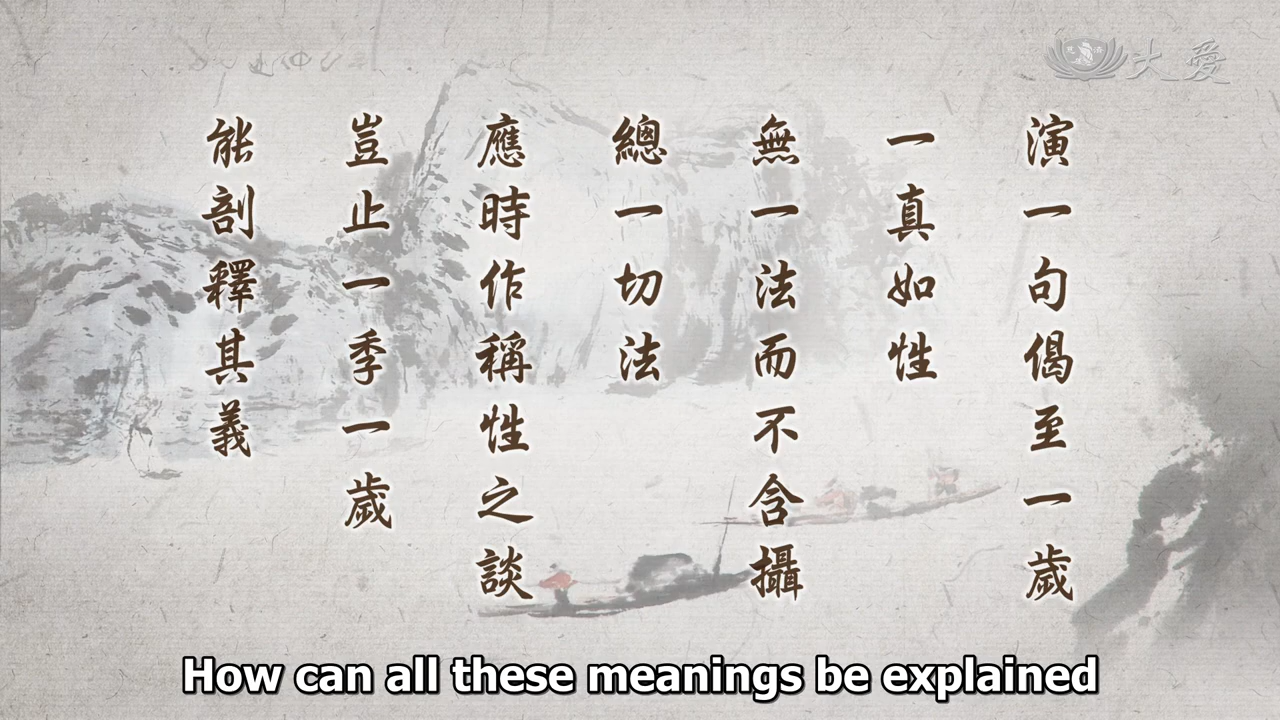 大愛
演一句偈至一歲
一真如性
無一法而不含攝
總一切法
應時作稱性之談
豈止一季一歲
能剖釋其義
How can all these meanings be explained